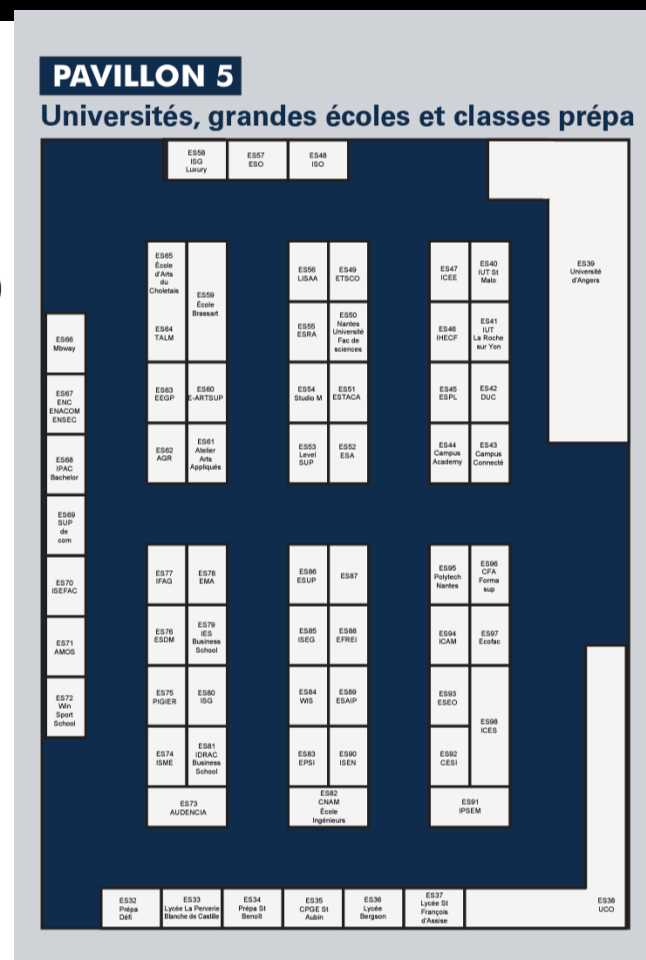 PAVILLON 5
Universités, grandes écoles et classes prépa
ES58
ISG
Luxury
ES57
ESO
ES48
ISO
ES39
Université
d'Angers
ES65
École
d'Arts
du
Choletais
ES64
TALM
ES59
École
Brassart
ES63
EEGP
ES60
E-ARTSUP
ES62
AGR
ES61
Atelier
Arts
Appliqués
ES56
LISAA
ES49
ETSCO
ES55
ESRA
ES50
Nantes
Université
Fac de
sciences
ES54
Studio M
ES51
ESTACA
ES53
Level
SUP
ES52
ESA
ES47
ICEE
ES40
IUT St
Malo
ES46
IHECF
ES41
IUT
La Roche
sur Yon
ES45
ESPL
ES42
DUC
ES44
Campus
Academy
ES43
Campus
Connecté
ES66
Mbway
ES67
ENC
ENACOM
ENSEC
ES68
IPAC
Bachelor
ES69
SUP
de
com
ES70
ISEFAC
ES71
AMOS
ES72
Win
Sport
School
ES77
IFAG
ES78
EMA
ES76
ESDM
ES79
IES
Business
School
ES75
PIGIER
ES80
ISG
ES74
ISME
ES81
IDRAC
Business
School
ES73
AUDENCIA
ES86
ESUP
ES87
ES85
ISEG
ES88
EFREI
ES84
WIS
ES89
ESAIP
ES83
EPSI
ES90
ISEN
ES82
CNAM
École
Ingénieurs
ES95
Polytech
Nantes
ES96
CFA
Forma
sup
ES94
ICAM
ES97
Ecofac
ES93
ESEO
ES98
ICES
ES92
CESI
ES91
IPSEM
ES32
Prépa
Défi
ES33
Lycée La Perverie
Blanche de Castille
ES34
Prépa St
Benoît
ES35
CPGE St
Aubin
ES36
Lycée
Bergson
ES37
Lycée St
François
d'Assise
ES38
UCO